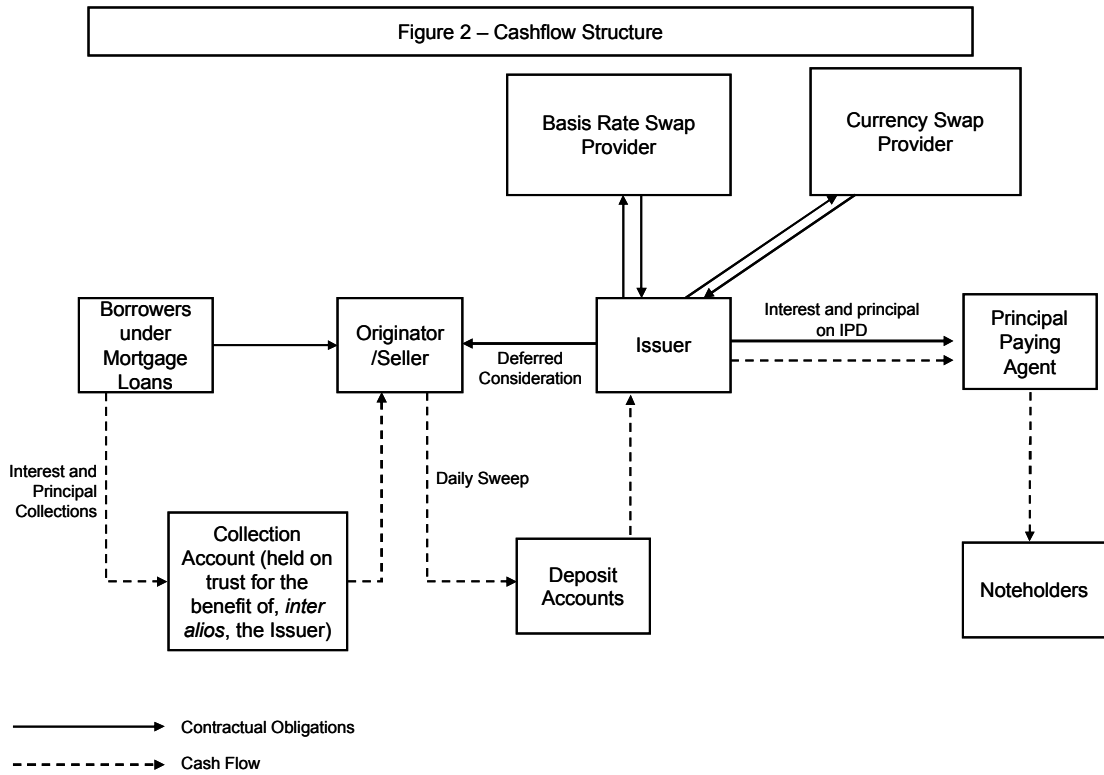 Figure 2 – Cashflow Structure
Basis Rate Swap
Provider
Currency Swap
Provider
Borrowers
under
Mortgage
Loans
Originator
/Seller
Deferred
Consideration
Issuer
Interest and principal
on IPD
Principal
Paying
Agent
Interest and
Principal
Collections
Daily Sweep
Collection
Account (held on
trust for the
benefit of, inter
alios, the Issuer)
Deposit
Accounts
Noteholders
Contractual Obligations
Cash Flow